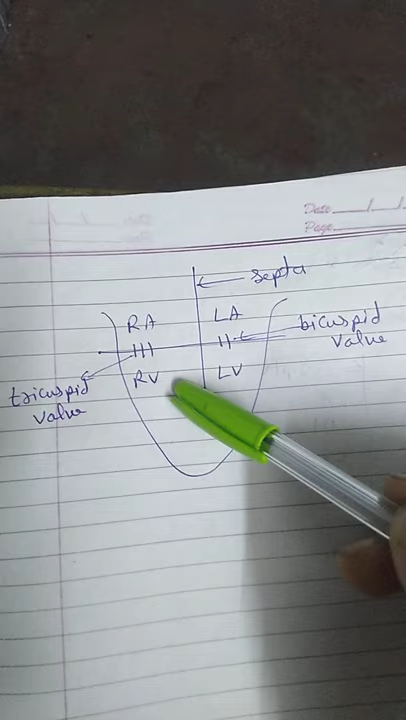 Date
Page
septa
RA
LA
bicuspid
value
RV
LV
tricuspid
value